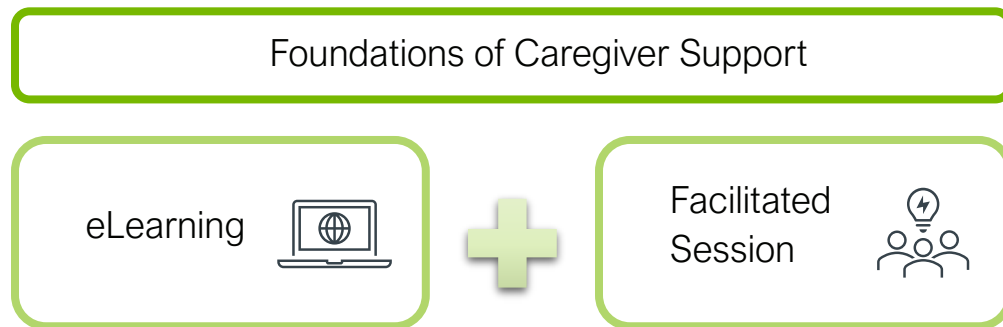 Foundations of Caregiver Support
eLearning
Facilitated
Session